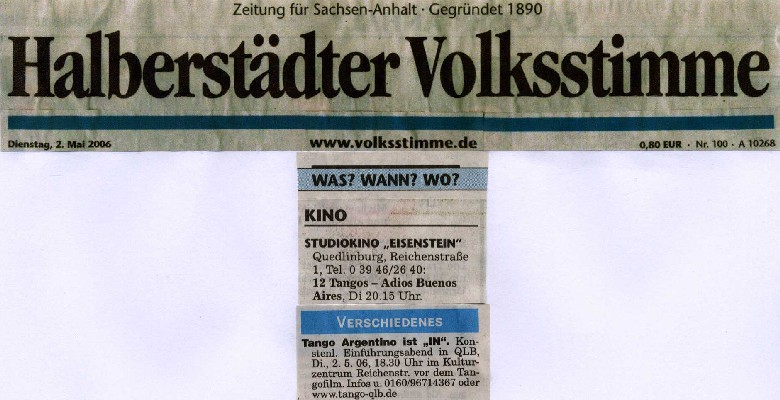 Zeitung für Sachsen-Anhalt · Gegründet 1890
Halberstädter Volksstimme
Dienstag, 2. Mai 2006 www.volksstimme.de 0,80 EUR · Nr. 100 · A 10268
WAS? WANN? WO?
KINO
STUDIOKINO „EISENSTEIN“
Quedlinburg, Reichenstraße
1, Tel. 0 39 46/26 40:
12 Tangos – Adios Buenos
Aires, Di 20.15 Uhr.
VERSCHIEDENES
Tango Argentino ist „IN“. Kon-
stenl. Einführungsabend in QLB,
Di., 2. 5. 06, 18.30 Uhr im Kultur-
zentrum Reichenstr. vor dem Tan-
gofilm. Infos u. 0160/96714367 oder
www.tango-qlb.de